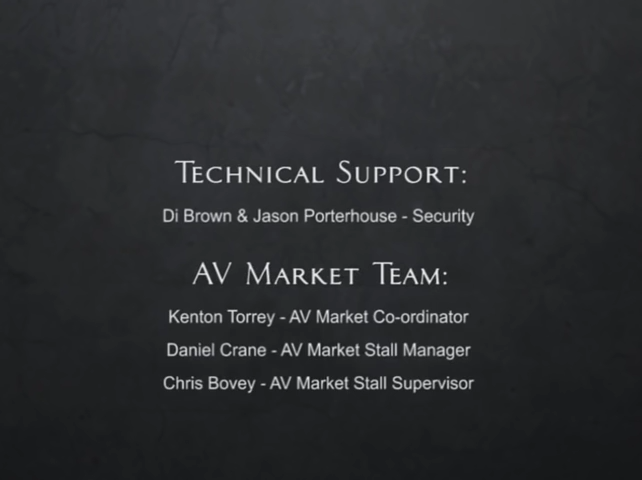 Technical Support:
Di Brown & Jason Porterhouse - Security
AV Market Team:
Kenton Torrey - AV Market Co-ordinator
Daniel Crane - AV Market Stall Manager
Chris Bovey - AV Market Stall Supervisor